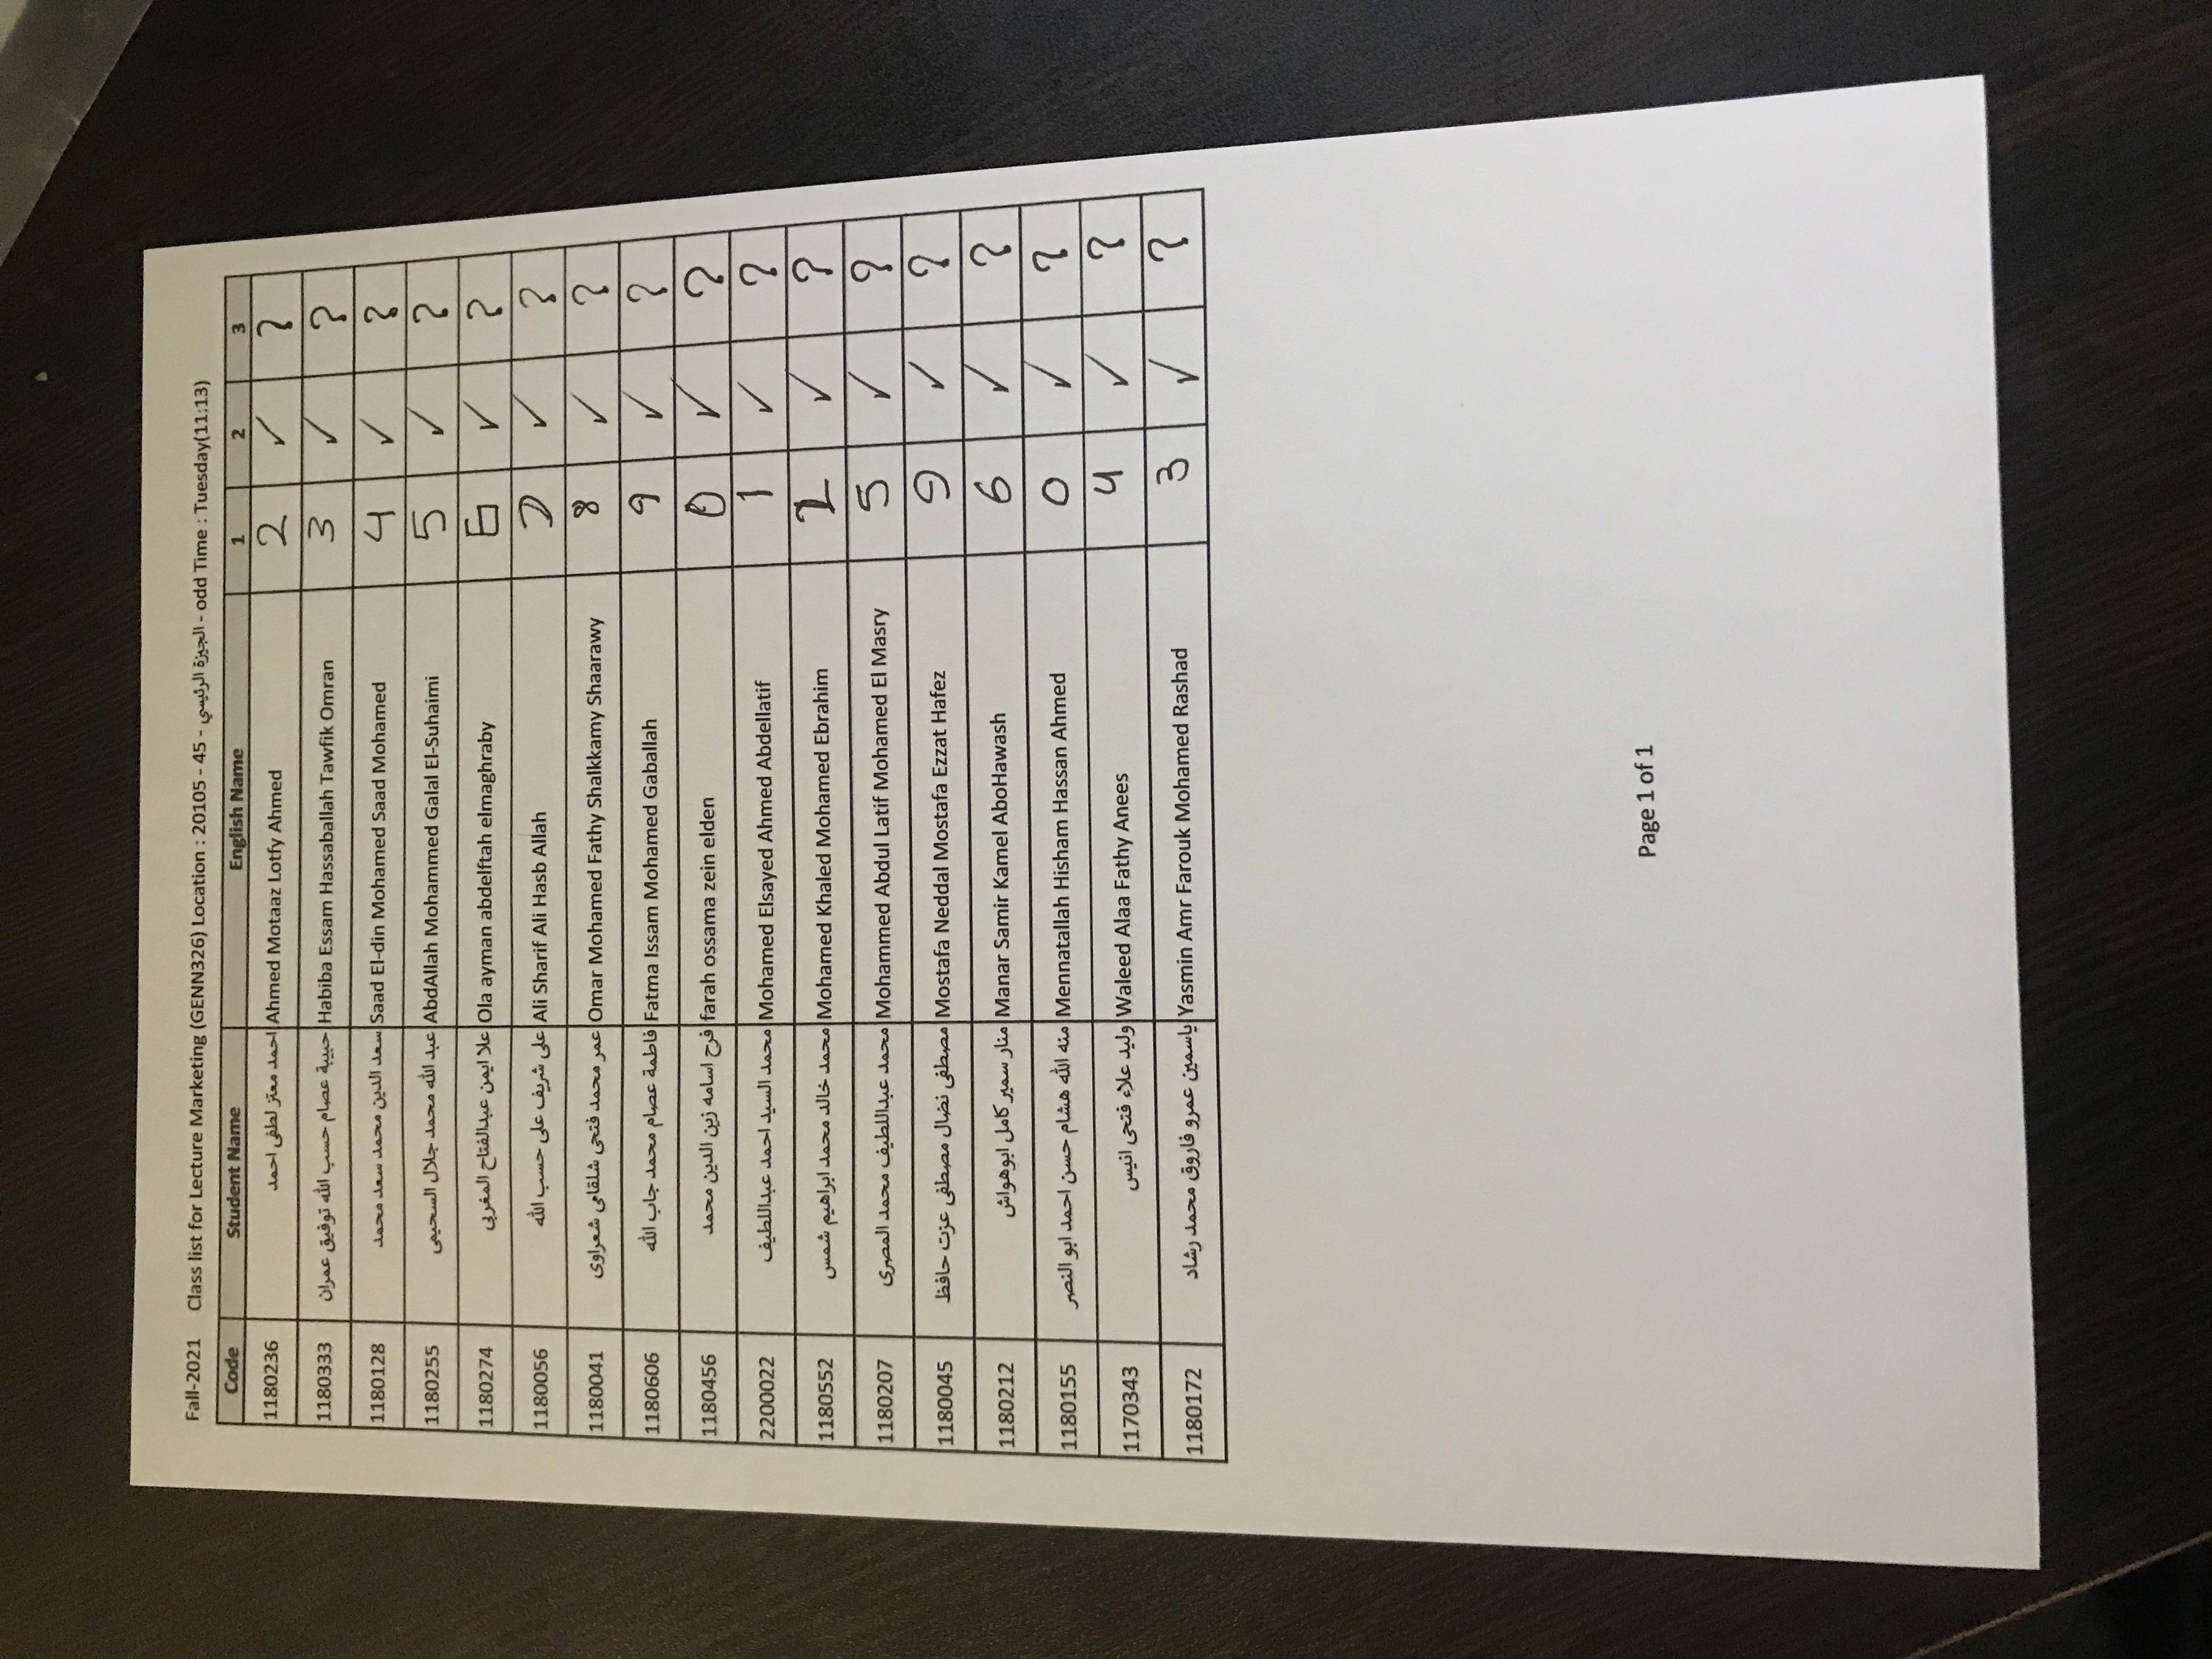 Fall-2021 Class list for Lecture Marketing (GENN326) Location : 20105 - 45 - الجيزة الرئيسي - odd Time : Tuesday(11:13)
Code Student Name English Name 1 2 3
1180236 احمد معتز لطفى احمد Ahmed Motaaz Lotfy Ahmed 2 ✓ ?
1180333 حبيبة عصام حسب الله توفيق عمران Habiba Essam Hassaballah Tawfik Omran 3 ✓ ?
1180128 سعد الدين محمد سعد محمد Saad El-din Mohamed Saad Mohamed 4 ✓ ?
1180255 عبد الله محمد جلال السحيمى AbdAllah Mohammed Galal El-Suhaimi 5 ✓ ?
1180274 علا ايمن عبدالفتاح المغربى Ola ayman abdelftah elmaghraby 6 ✓ ?
1180056 على شريف على حسب الله Ali Sharif Ali Hasb Allah ✓ ?
1180041 عمر محمد فتحى شلقامى شعراوى Omar Mohamed Fathy Shalkkamy Shaarawy 8 ✓ ?
1180606 فاطمة عصام محمد جاب الله Fatma Issam Mohamed Gaballah 9 ✓ ?
1180456 فرح اسامه زين الدين محمد farah ossama zein elden 0 ✓ ?
2200022 محمد السيد احمد عبداللطيف Mohamed Elsayed Ahmed Abdellatif 1 ✓ ?
1180552 محمد خالد محمد ابراهيم شمس Mohamed Khaled Mohamed Ebrahim 2 ✓ ?
1180207 محمد عبداللطيف محمد المصرى Mohammed Abdul Latif Mohamed El Masry 5 ✓ ?
1180045 مصطفى نضال مصطفى عزت حافظ Mostafa Neddal Mostafa Ezzat Hafez 9 ✓ ?
1180212 منار سمير كامل ابوهواش Manar Samir Kamel AboHawash 6 ✓ ?
1180155 منه الله هشام حسن احمد ابو النصر Mennatallah Hisham Hassan Ahmed 0 ✓ ?
1170343 وليد علاء فتحى انيس Waleed Alaa Fathy Anees 4 ✓ ?
1180172 ياسمين عمرو فاروق محمد رشاد Yasmin Amr Farouk Mohamed Rashad 3 ✓ ?
Page 1 of 1